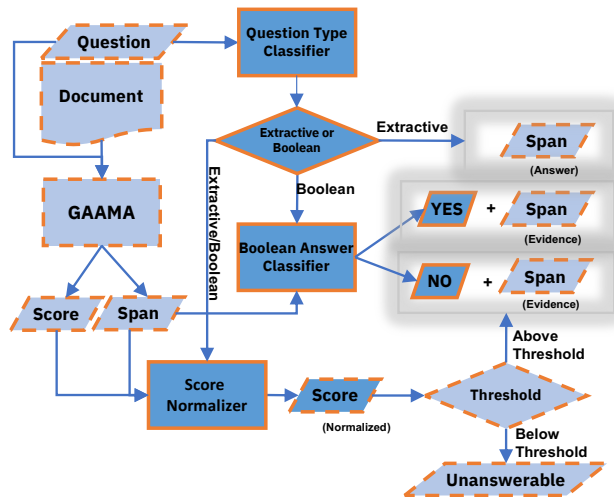 Question
Question Type
Classifier
Document
Extractive or
Boolean
Extractive
Span
(Answer)
Extractive/Boolean
Boolean
GAAMA
YES
+
Span
(Evidence)
Boolean Answer
Classifier
NO
+
Span
(Evidence)
Score
Span
Above
Threshold
Score
Normalizer
Score
(Normalized)
Threshold
Below
Threshold
Unanswerable